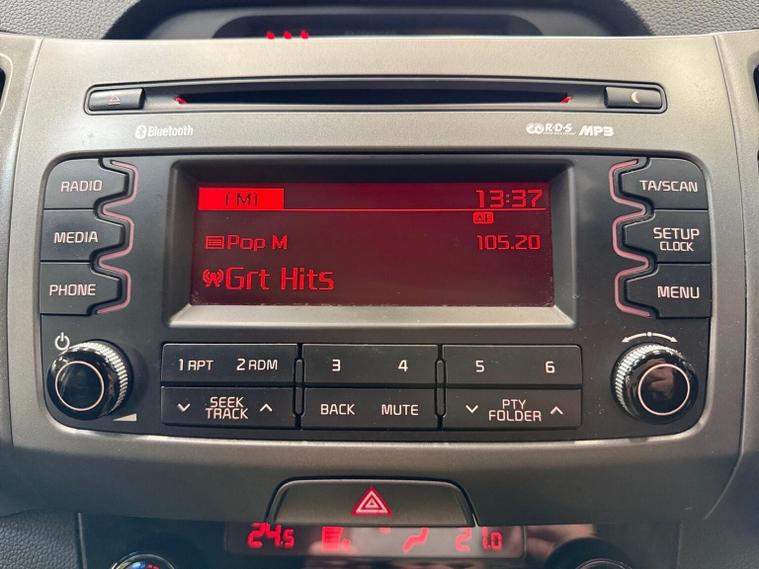 Bluetooth
R·D·S MP3
RADIO
MEDIA
PHONE
FM1
13:37
AF
Pop M
105.20
Grt Hits
TA/SCAN
SETUP
CLOCK
MENU
1 RPT
2 RDM
3
4
5
6
SEEK
TRACK
BACK
MUTE
PTY
FOLDER
24.5
21.0